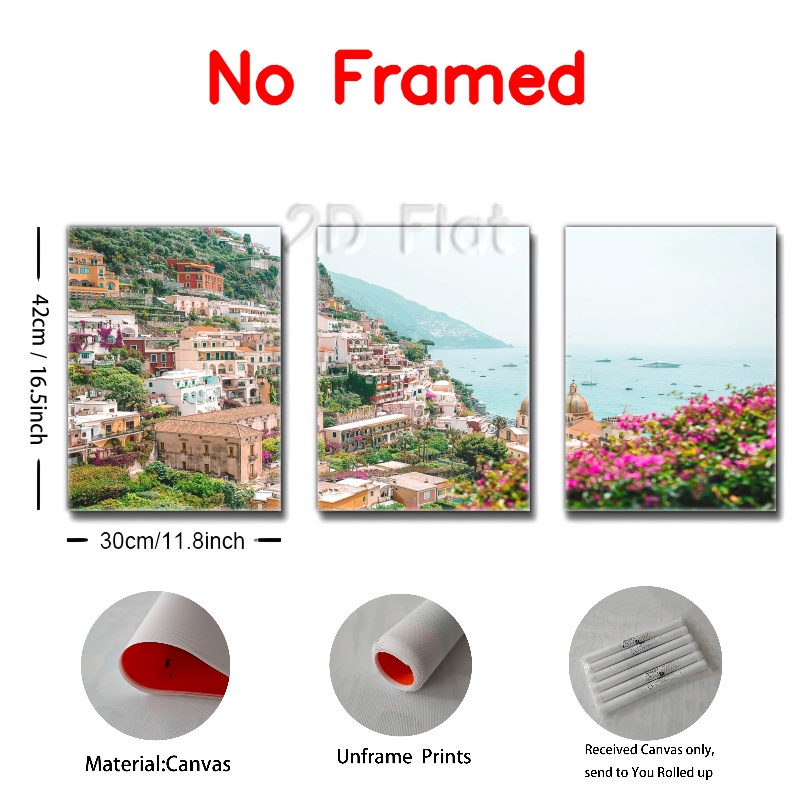 No Framed
2D Flat
42cm / 16.5inch
30cm/11.8inch
Material:Canvas
Unframe Prints
Received Canvas only,
send to You Rolled up